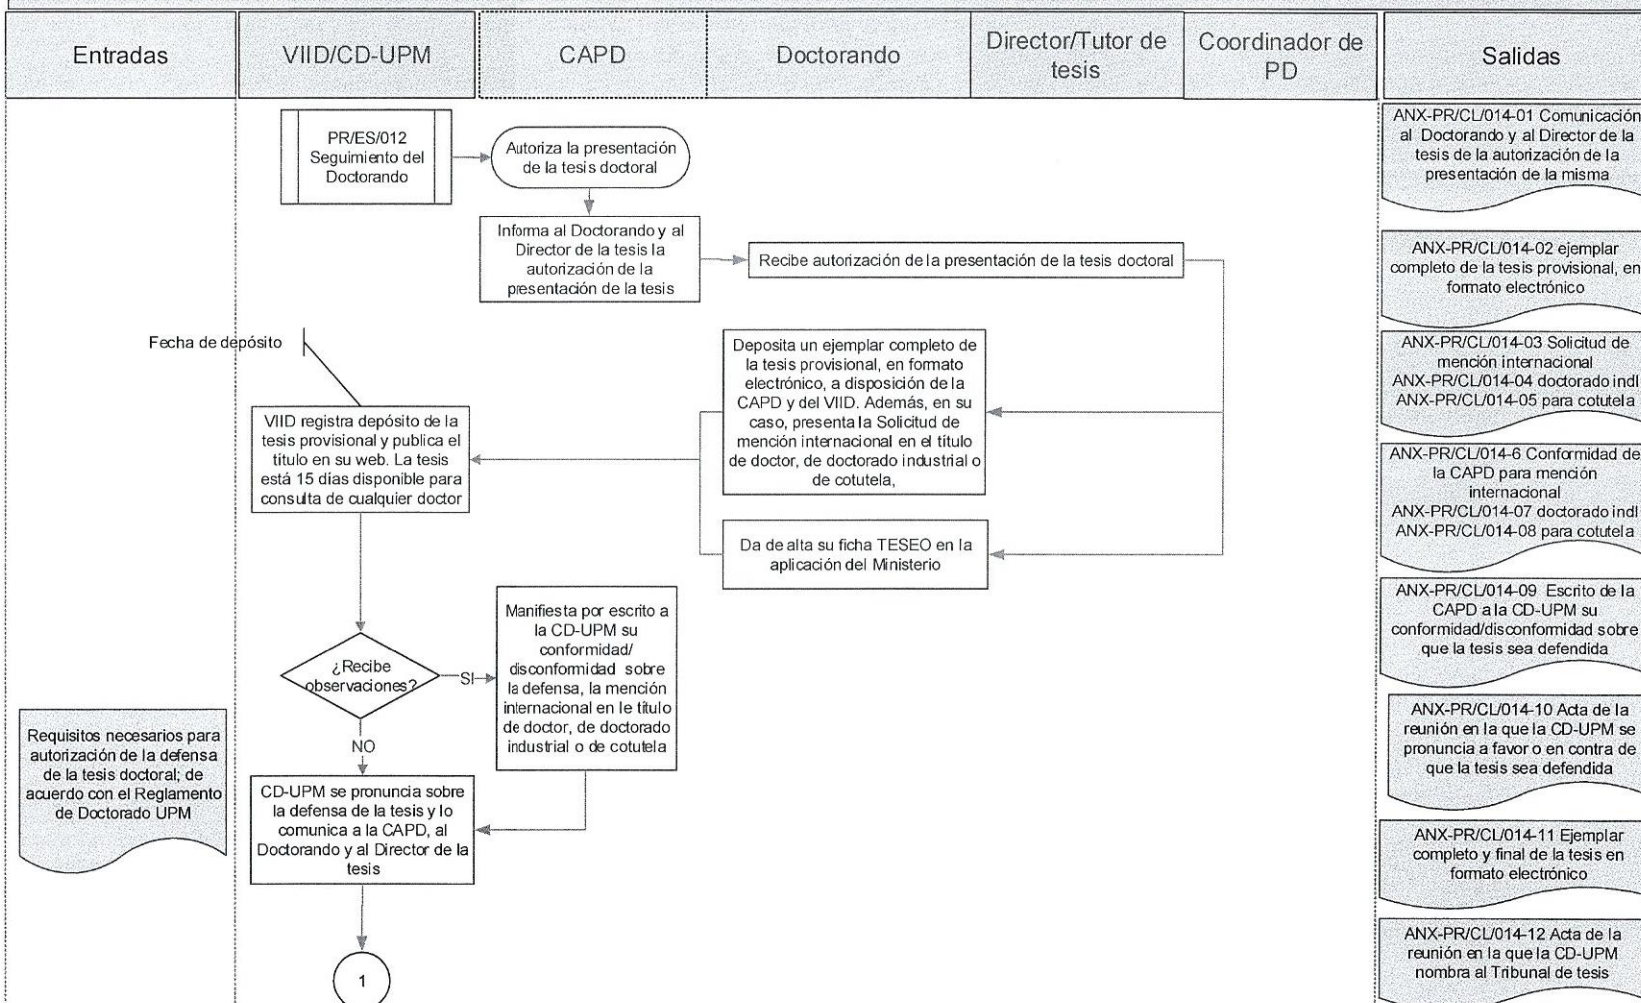 Entradas
VIID/CD-UPM
CAPD
Doctorando
Director/Tutor de
tesis
Coordinador de
PD
Salidas
PR/ES/012
Seguimiento del
Doctorando
Autoriza la presentación
de la tesis doctoral
Informa al Doctorando y al
Director de la tesis la
autorización de la
presentación de la tesis
Recibe autorización de la presentación de la tesis doctoral
Fecha de depósito
Deposita un ejemplar completo de
la tesis provisional, en formato
electrónico, a disposición de la
CAPD y del VIID. Además, en su
caso, presenta la Solicitud de
mención internacional en el título
de doctor, de doctorado industrial o
de cotutela,
VIID registra depósito de la
tesis provisional y publica el
título en su web. La tesis
está 15 días disponible para
consulta de cualquier doctor
Da de alta su ficha TESEO en la
aplicación del Ministerio
¿Recibe
observaciones?
SI
NO
Manifiesta por escrito a
la CD-UPM su
conformidad/
disconformidad sobre
la defensa, la mención
internacional en le título
de doctor, de doctorado
industrial o de cotutela
Requisitos necesarios para
autorización de la defensa
de la tesis doctoral; de
acuerdo con el Reglamento
de Doctorado UPM
CD-UPM se pronuncia sobre
la defensa de la tesis y lo
comunica a la CAPD, al
Doctorando y al Director de la
tesis
1
ANX-PR/CL/014-01 Comunicación
al Doctorando y al Director de la
tesis de la autorización de la
presentación de la misma
ANX-PR/CL/014-02 ejemplar
completo de la tesis provisional, en
formato electrónico
ANX-PR/CL/014-03 Solicitud de
mención internacional
ANX-PR/CL/014-04 doctorado indl
ANX-PR/CL/014-05 para cotutela
ANX-PR/CL/014-6 Conformidad de
la CAPD para mención
internacional
ANX-PR/CL/014-07 doctorado indl
ANX-PR/CL/014-08 para cotutela
ANX-PR/CL/014-09 Escrito de la
CAPD a la CD-UPM su
conformidad/disconformidad sobre
que la tesis sea defendida
ANX-PR/CL/014-10 Acta de la
reunión en la que la CD-UPM se
pronuncia a favor o en contra de
que la tesis sea defendida
ANX-PR/CL/014-11 Ejemplar
completo y final de la tesis en
formato electrónico
ANX-PR/CL/014-12 Acta de la
reunión en la que la CD-UPM
nombra al Tribunal de tesis